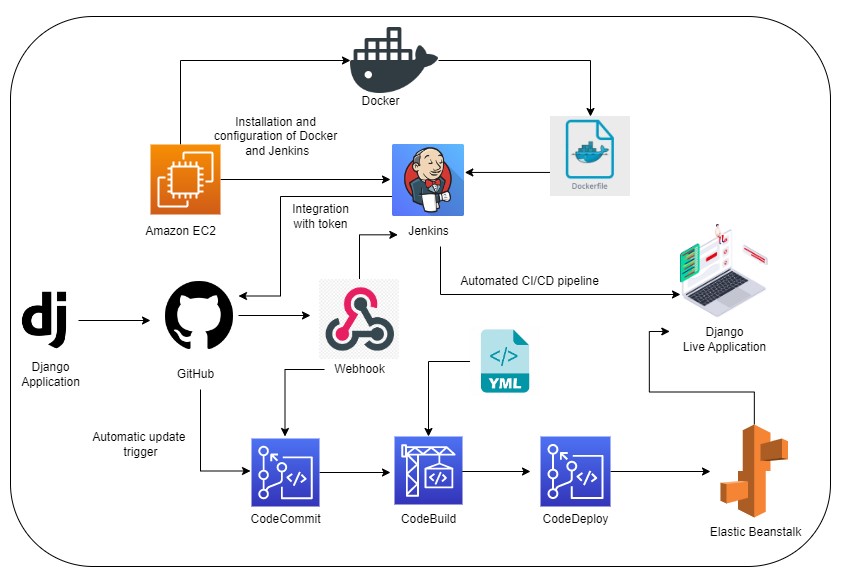 Docker
Installation and
configuration of Docker
and Jenkins
Dockerfile
Amazon EC2
Integration
with token
Jenkins
Automated CI/CD pipeline
dj
Django
Application
GitHub
Webhook
</>
YML
Django
Live Application
Automatic update
trigger
</>
</>
</>
CodeCommit
CodeBuild
CodeDeploy
Elastic Beanstalk